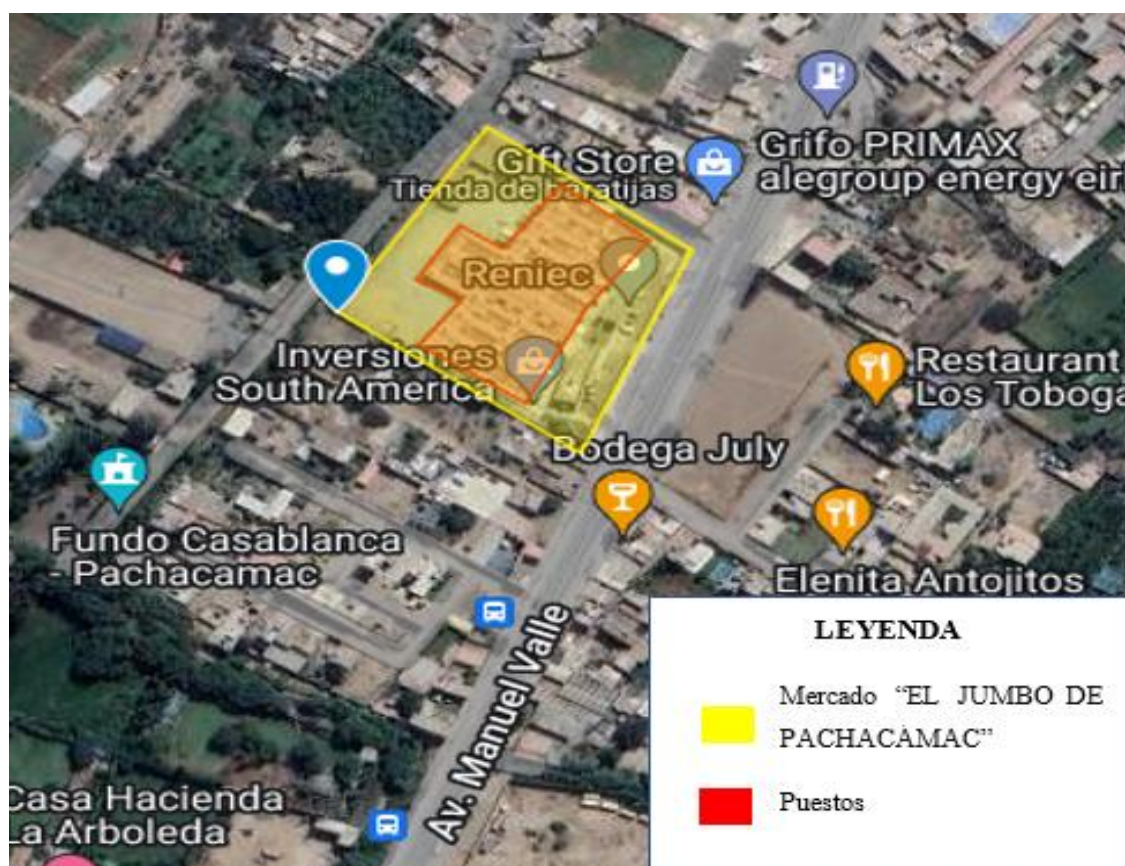 Gift Store
Tienda de baratijas
Grifo PRIMAX
alegroup energy eirl
Reniec
Inversiones
South America
Restaurant
Los Toboga
Bodega July
Fundo Casablanca
- Pachacamac
Elenita Antojitos
Av. Manuel Valle
Casa Hacienda
La Arboleda
LEYENDA
Mercado “EL JUMBO DE
PACHACÀMAC”
Puestos